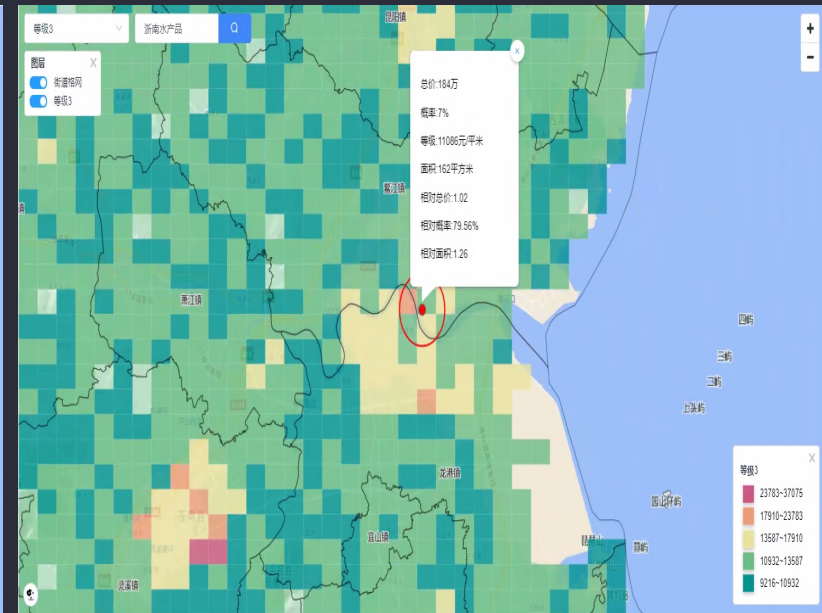 等级3
浙南水产品
昆阳镇
图层
街道格网
等级3
总价:184万
概率:7%
等级:11086元/平米
面积:162平方米
相对总价:1.02
相对概率:79.56%
相对面积:1.26
鳌江镇
萧江镇
四屿
三屿
二屿
上头屿
龙港镇
宜山镇
灵溪镇
琵琶山
等级3
23783~37075
17910~23783
13587~17910
10932~13587
9216~10932